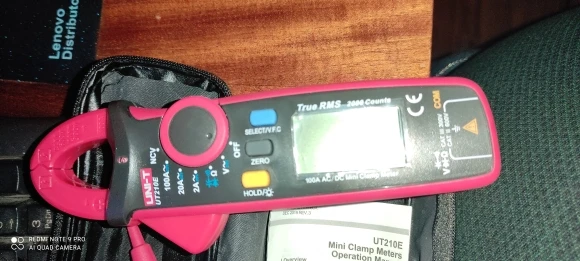 Lenovo
Distributo
True RMS 2000 Counts
SELECT/V.F.C
ZERO
HOLD/
NCV
100A
20A
2A
Ω
V
OFF
UNI-T
UT210E
100A AC/DC Mini Clamp Meter
COM
CE
UT210E
Mini Clamp Meters
Operation Man
REDMI NOTE 9 PRO
AI QUAD CAMERA